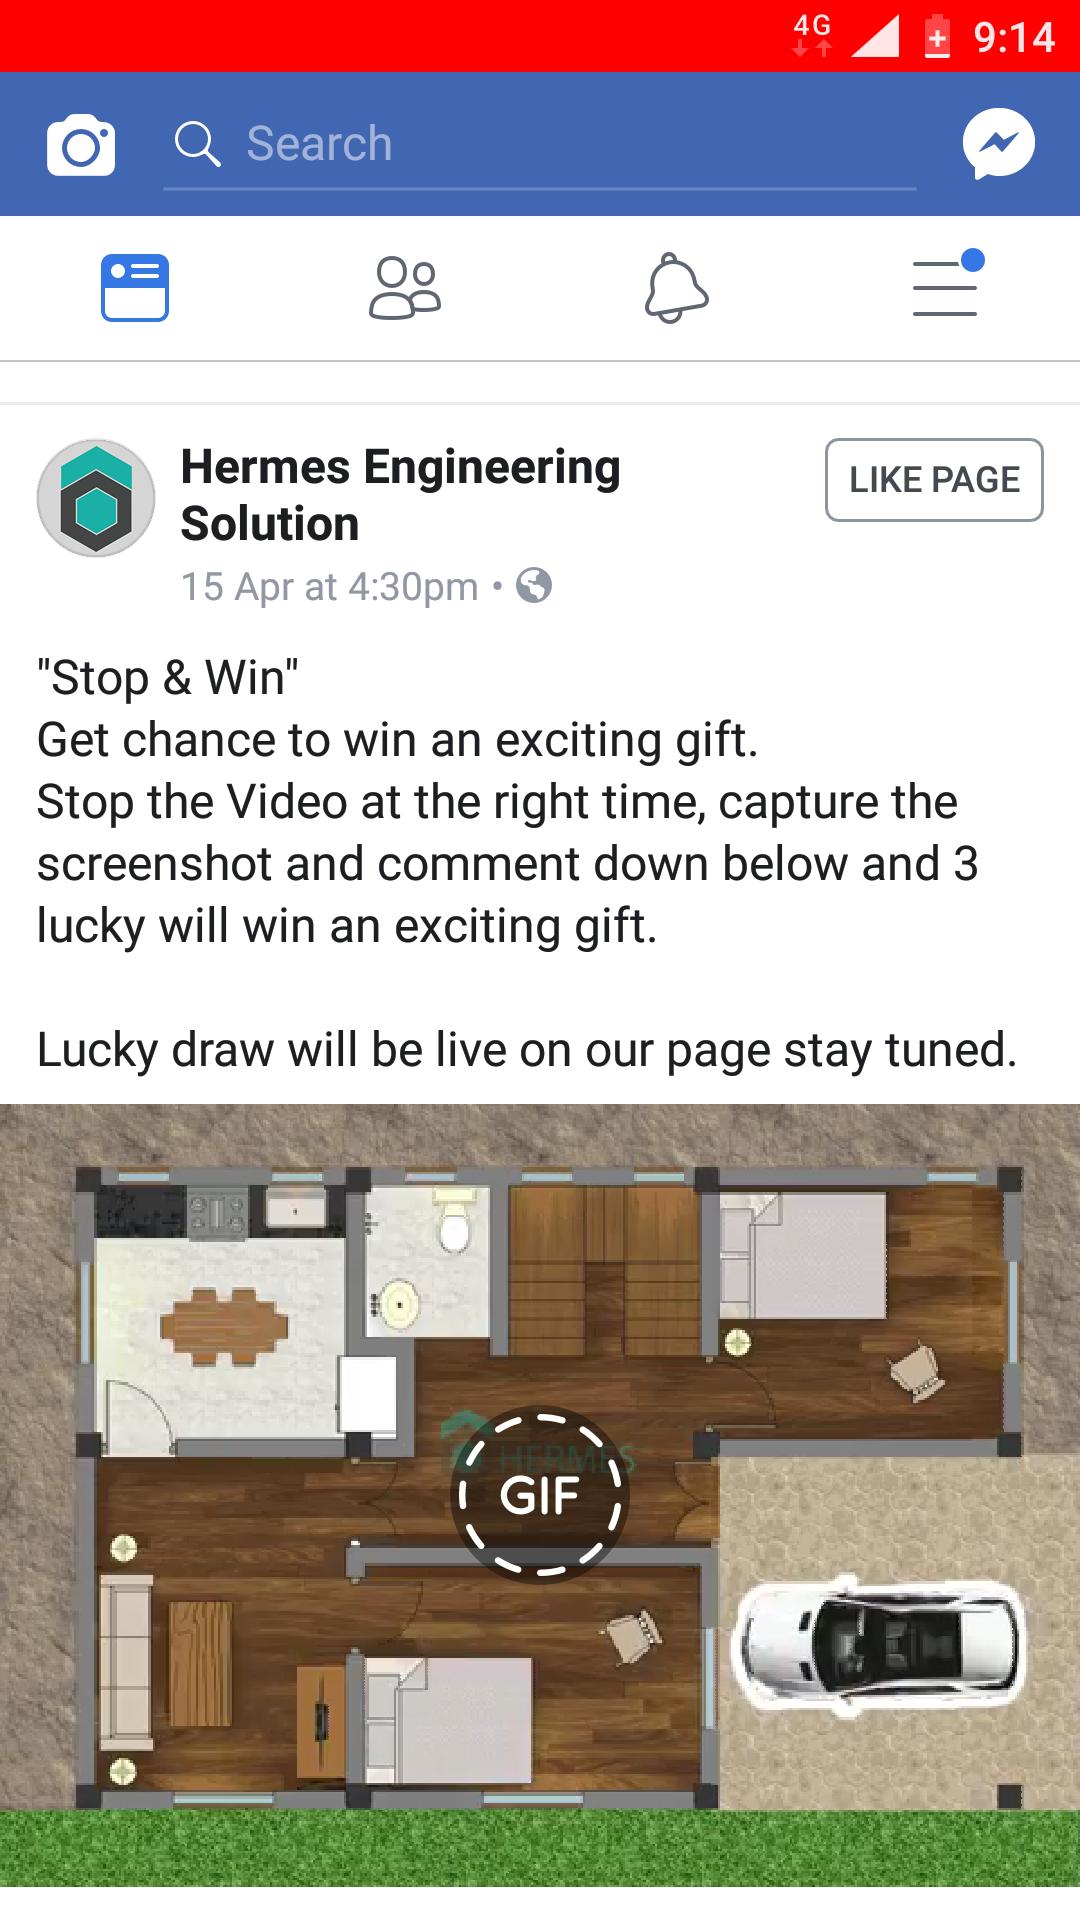 4G 9:14
Search
Hermes Engineering
Solution
LIKE PAGE
15 Apr at 4:30pm •
"Stop & Win"
Get chance to win an exciting gift.
Stop the Video at the right time, capture the
screenshot and comment down below and 3
lucky will win an exciting gift.
Lucky draw will be live on our page stay tuned.
HERMES
GIF